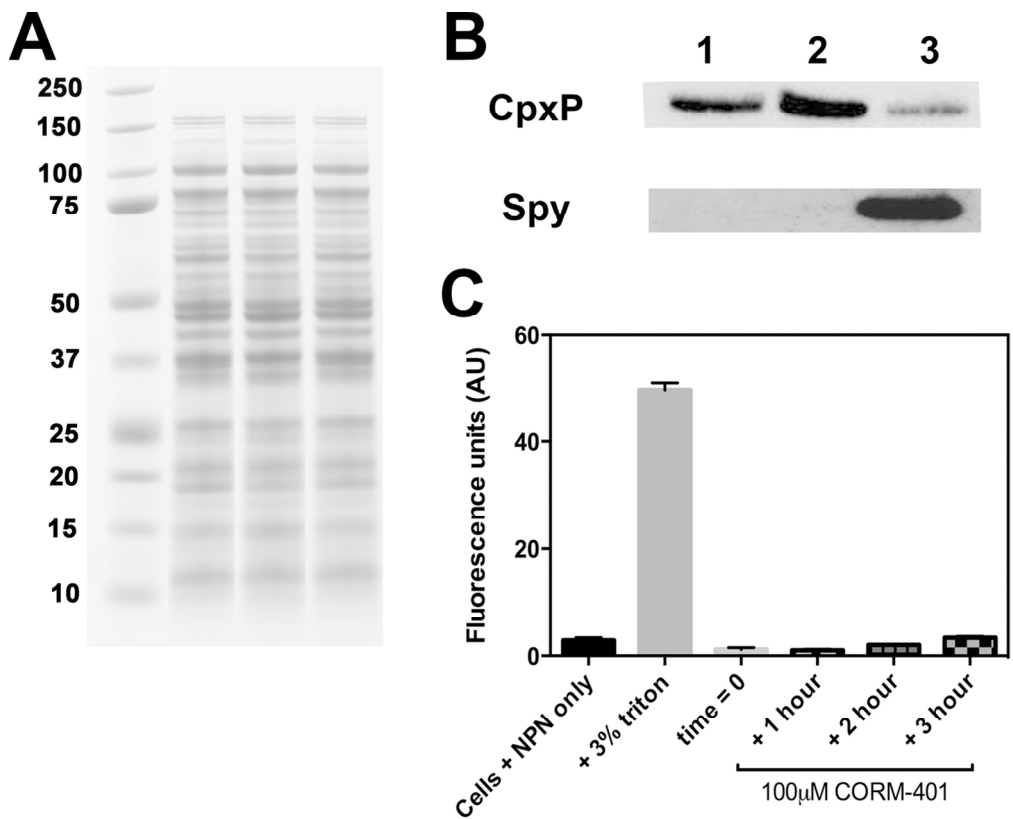 A
250
150
100
75
50
37
25
20
15
10
B
1 2 3
CpxP
Spy
C
Fluorescence units (AU)
60
40
20
0
Cells + NPN only
+ 3% triton
time = 0
+ 1 hour
+ 2 hour
+ 3 hour
100μM CORM-401